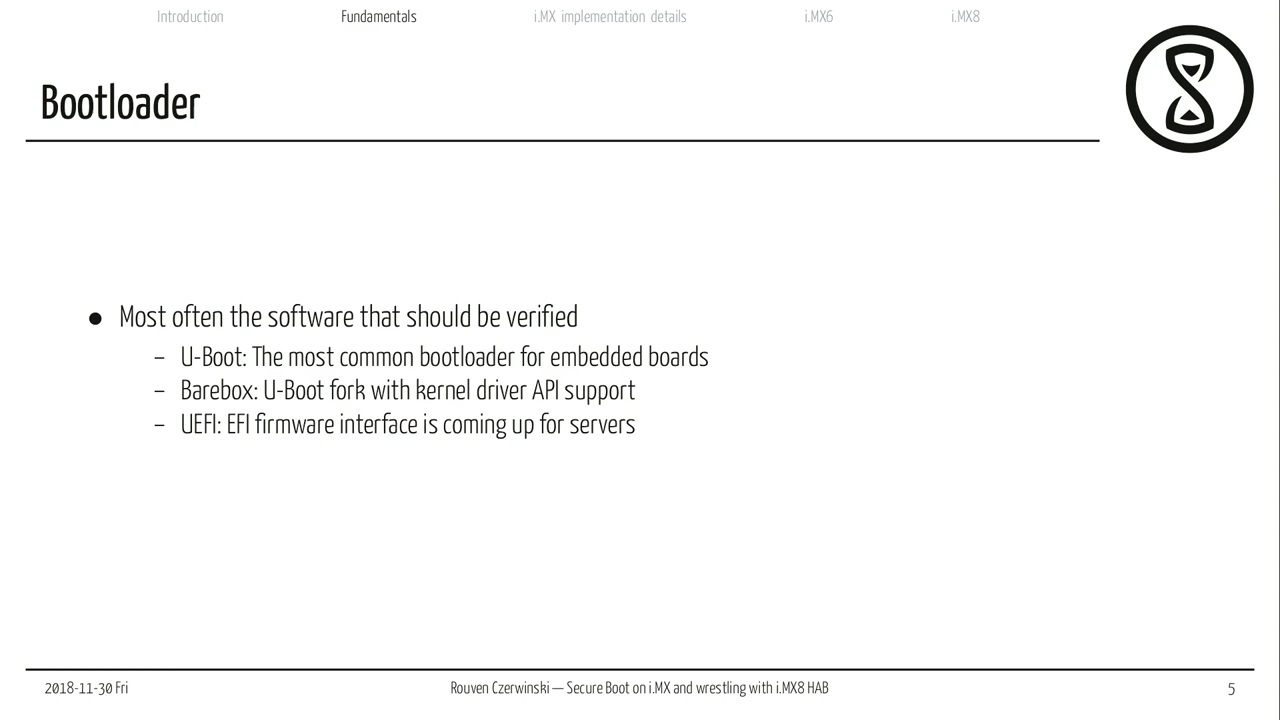 Introduction Fundamentals i.MX implementation details i.MX6 i.MX8
Bootloader
● Most often the software that should be verified
– U-Boot: The most common bootloader for embedded boards
– Barebox: U-Boot fork with kernel driver API support
– UEFI: EFI firmware interface is coming up for servers
2018-11-30 Fri Rouven Czerwinski — Secure Boot on i.MX and wrestling with i.MX8 HAB 5